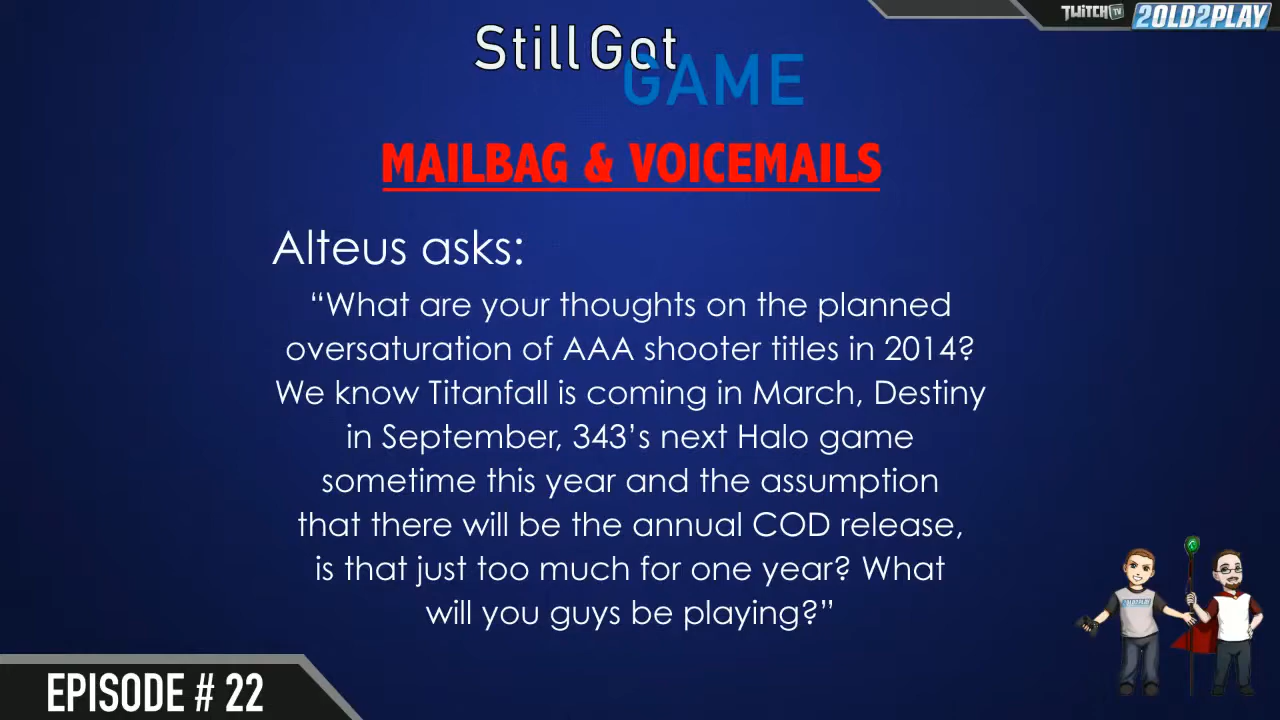 TWITCH TV 2OLD2PLAY
Still Got
GAME
MAILBAG & VOICEMAILS
Alteus asks:
“What are your thoughts on the planned
oversaturation of AAA shooter titles in 2014?
We know Titanfall is coming in March, Destiny
in September, 343’s next Halo game
sometime this year and the assumption
that there will be the annual COD release,
is that just too much for one year? What
will you guys be playing?”
2OLD2PLAY
EPISODE # 22